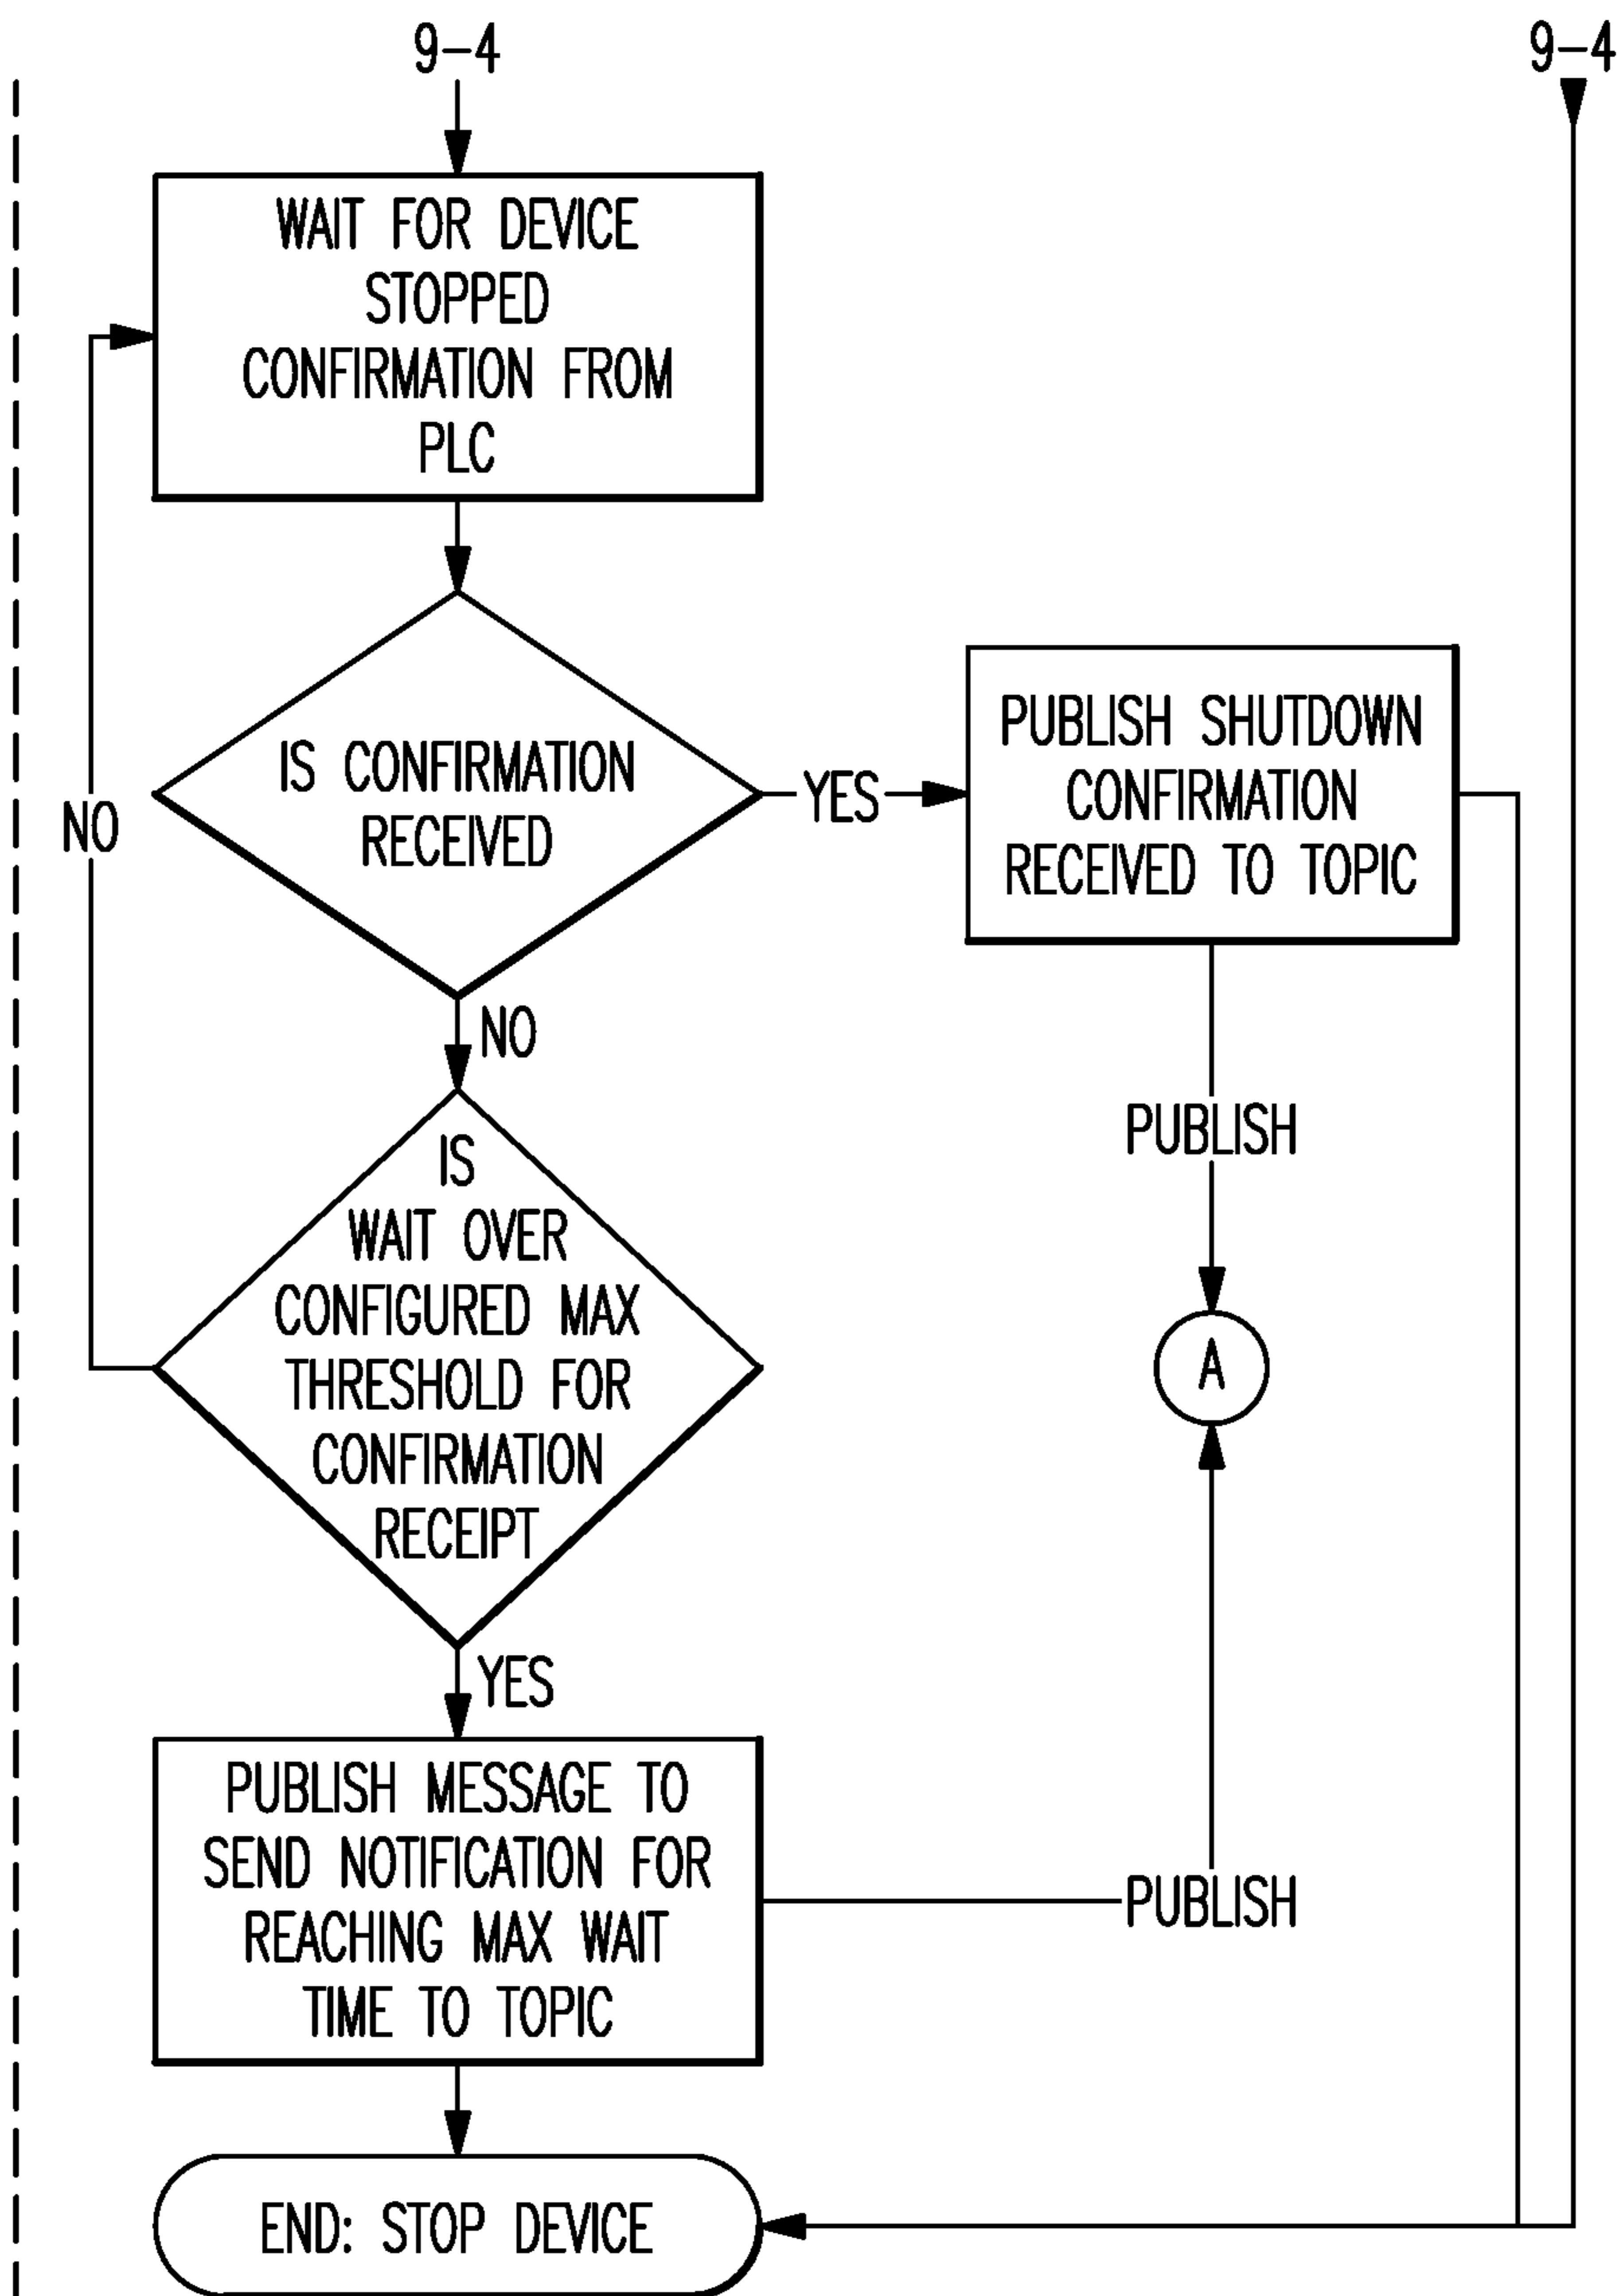 9-4
9-4
WAIT FOR DEVICE
STOPPED
CONFIRMATION FROM
PLC
IS CONFIRMATION
RECEIVED
YES
PUBLISH SHUTDOWN
CONFIRMATION
RECEIVED TO TOPIC
NO
NO
PUBLISH
IS
WAIT OVER
CONFIGURED MAX
THRESHOLD FOR
CONFIRMATION
RECEIPT
A
YES
PUBLISH MESSAGE TO
SEND NOTIFICATION FOR
REACHING MAX WAIT
TIME TO TOPIC
PUBLISH
END: STOP DEVICE